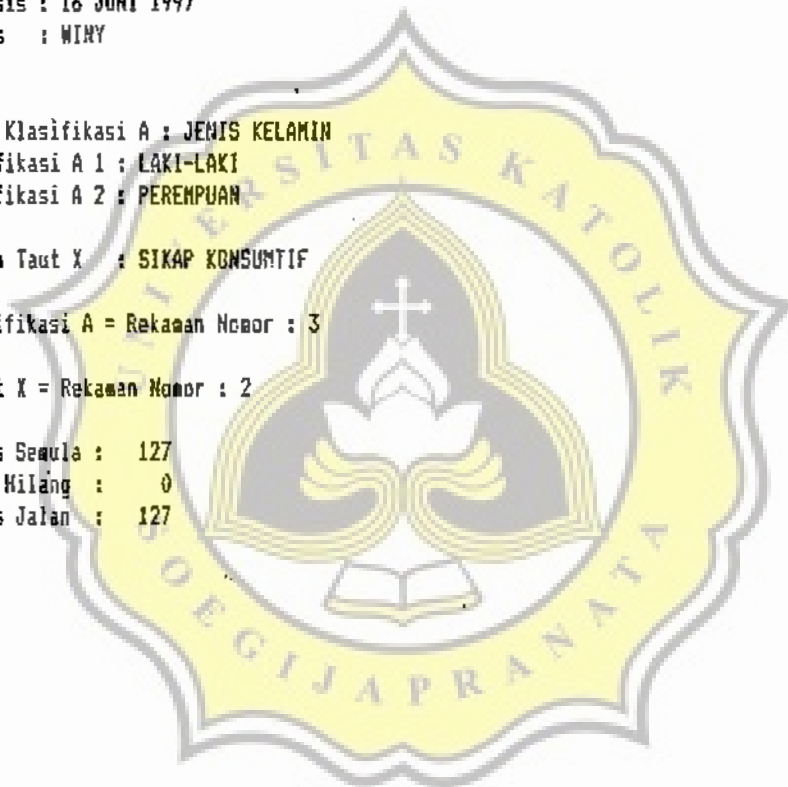 sis : 16 JUNI 1997
s : WINY
Klasifikasi A : JENIS KELAMIN
fikasi A 1 : LAKI-LAKI
fikasi A 2 : PEREMPUAN
n Taut X : SIKAP KONSUMTIF
ifikasi A = Rekaman Nomor : 3
t X = Rekaman Nomor : 2
s Semula : 127
Hilang : 0
s Jalan : 127
UNIVERSITAS KATOLIK
SOEGIJAPRANATA